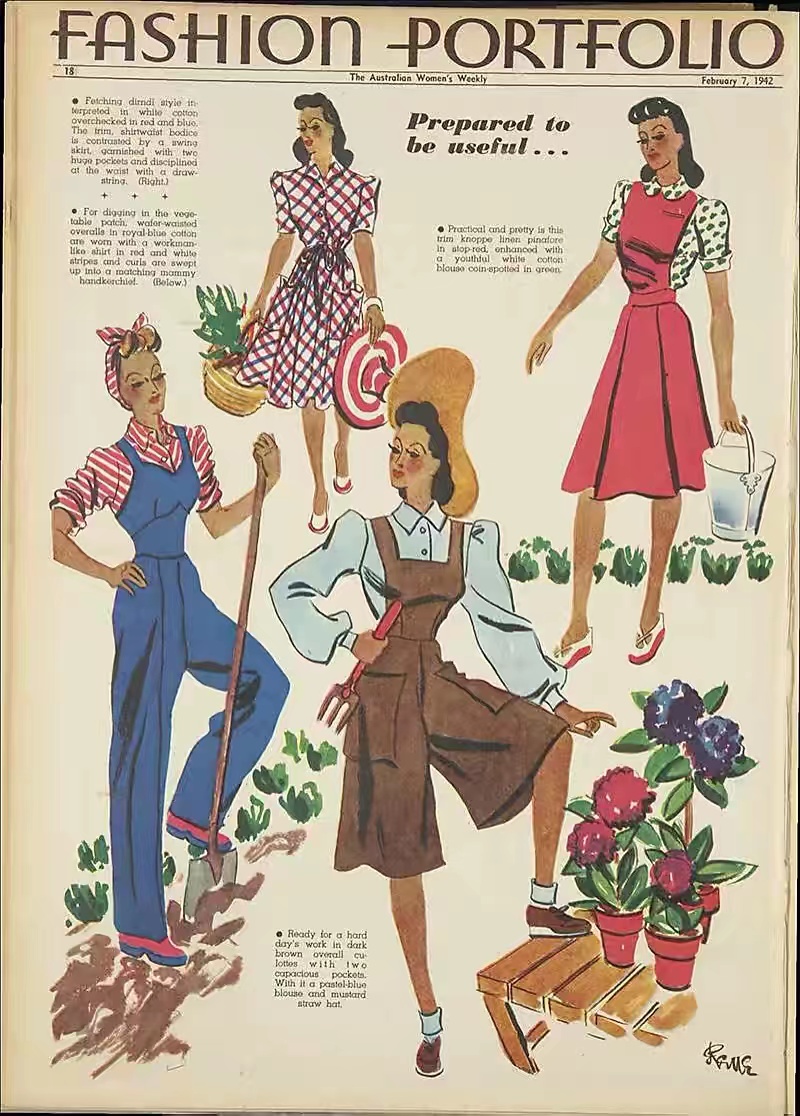 FASHION PORTFOLIO
18
The Australian Women's Weekly
February 7, 1942
● Fetching dirndl style in-
terpreted in white cotton
overchecked in red and blue.
The trim, shirtwaist bodice
is contrasted by a swing
skirt, garnished with two
huge pockets and disciplined
at the waist with a draw-
string. (Right.)
+ + +
● For digging in the vege-
table patch, wafer-waisted
overalls in royal-blue cotton
are worn with a workman-
like shirt in red and white
stripes and curls are swept
up into a matching mammy
handkerchief. (Below.)
Prepared to
be useful . . .
● Practical and pretty is this
trim knoppe linen pinafore
in stop-red, enhanced with
a youthful white cotton
blouse coin-spotted in green.
● Ready for a hard
day's work in dark
brown overall cu-
lottes with two
capacious pockets.
With it a pastel-blue
blouse and mustard
straw hat.